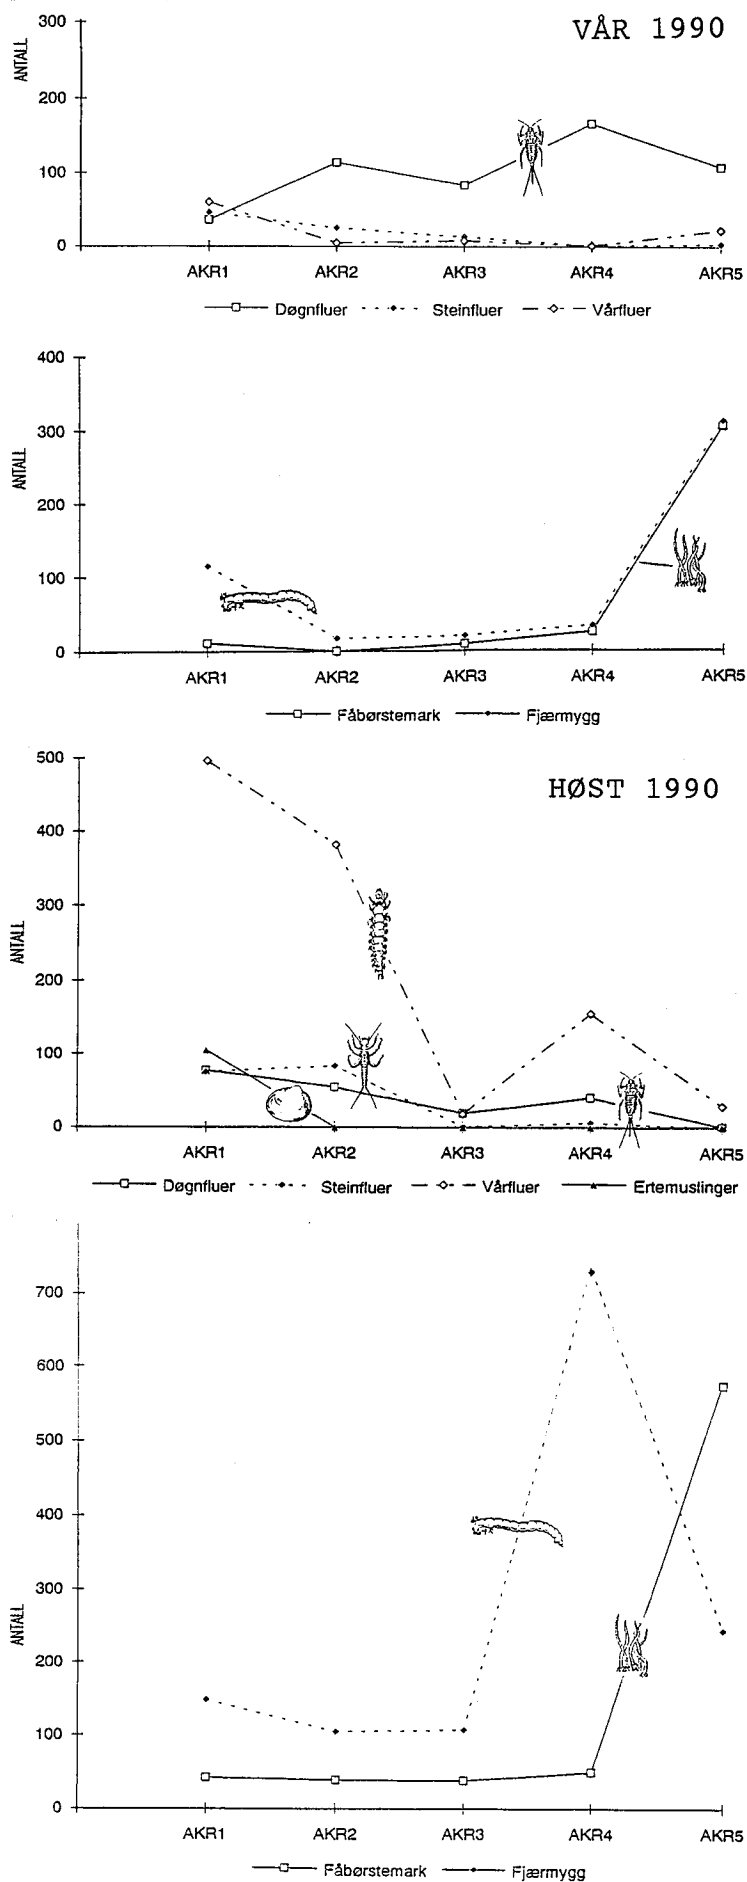 VÅR 1990
300
ANTALL
200
100
0
AKR1 AKR2 AKR3 AKR4 AKR5
Døgnfluer Steinfluer Vårfluer
400
300
ANTALL
200
100
0
AKR1 AKR2 AKR3 AKR4 AKR5
Fåbørstemark Fjærmygg
500
HØST 1990
400
300
ANTALL
200
100
0
AKR1 AKR2 AKR3 AKR4 AKR5
Døgnfluer Steinfluer Vårfluer Ertemuslinger
700
600
500
400
300
ANTALL
200
100
0
AKR1 AKR2 AKR3 AKR4 AKR5
Fåbørstemark Fjærmygg